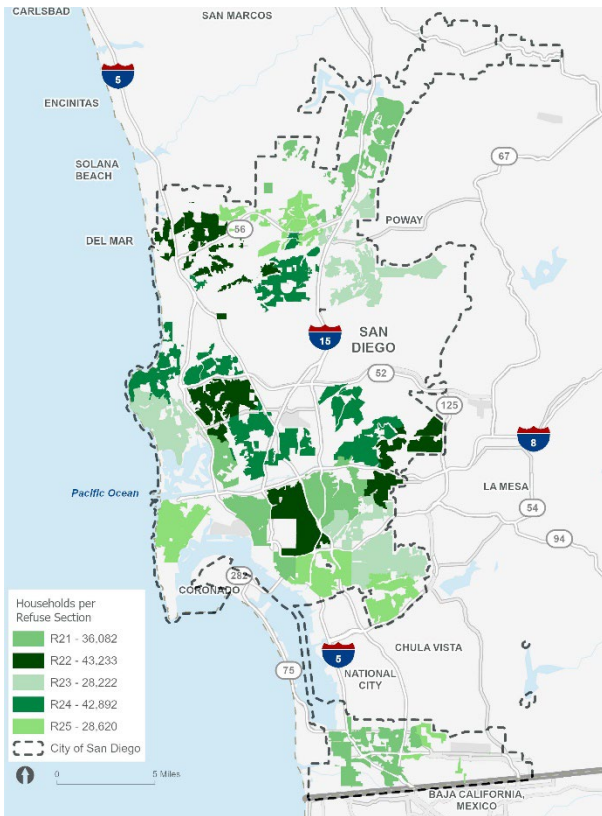 CARLSBAD
SAN MARCOS
5
ENCINITAS
67
SOLANA
BEACH
POWAY
56
DEL MAR
15
SAN
DIEGO
52
125
8
LA MESA
Pacific Ocean
54
94
282
CORONADO
Households per
Refuse Section
R21 - 36,082
R22 - 43,233
R23 - 28,222
R24 - 42,892
R25 - 28,620
City of San Diego
CHULA VISTA
5
NATIONAL
CITY
75
0 5 Miles
BAJA CALIFORNIA,
MEXICO